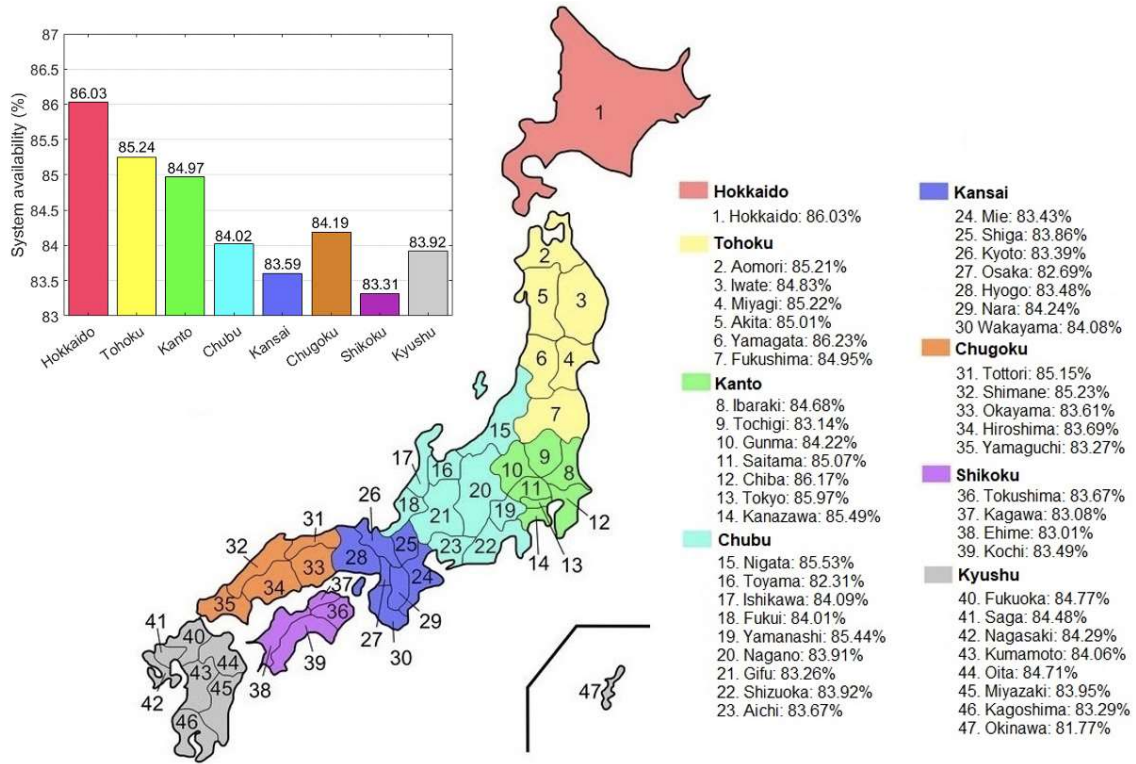 87
86.5
86
85.5
85
84.5
84
83.5
83
System availability (%)
86.03
85.24
84.97
84.02
83.59
84.19
83.31
83.92
Hokkaido
Tohoku
Kanto
Chubu
Kansai
Chugoku
Shikoku
Kyushu
1
2
5
3
6
4
7
15
17
16
10
9
8
20
11
18
21
19
12
26
31
32
28
25
23
22
14
13
33
24
34
37
35
36
29
41
40
27
30
39
44
43
42
38
45
46
47
Hokkaido
1. Hokkaido: 86.03%
Tohoku
2. Aomori: 85.21%
3. Iwate: 84.83%
4. Miyagi: 85.22%
5. Akita: 85.01%
6. Yamagata: 86.23%
7. Fukushima: 84.95%
Kanto
8. Ibaraki: 84.68%
9. Tochigi: 83.14%
10. Gunma: 84.22%
11. Saitama: 85.07%
12. Chiba: 86.17%
13. Tokyo: 85.97%
14. Kanazawa: 85.49%
Chubu
15. Nigata: 85.53%
16. Toyama: 82.31%
17. Ishikawa: 84.09%
18. Fukui: 84.01%
19. Yamanashi: 85.44%
20. Nagano: 83.91%
21. Gifu: 83.26%
22. Shizuoka: 83.92%
23. Aichi: 83.67%
Kansai
24. Mie: 83.43%
25. Shiga: 83.86%
26. Kyoto: 83.39%
27. Osaka: 82.69%
28. Hyogo: 83.48%
29. Nara: 84.24%
30 Wakayama: 84.08%
Chugoku
31. Tottori: 85.15%
32. Shimane: 85.23%
33. Okayama: 83.61%
34. Hiroshima: 83.69%
35. Yamaguchi: 83.27%
Shikoku
36. Tokushima: 83.67%
37. Kagawa: 83.08%
38. Ehime: 83.01%
39. Kochi: 83.49%
Kyushu
40. Fukuoka: 84.77%
41. Saga: 84.48%
42. Nagasaki: 84.29%
43. Kumamoto: 84.06%
44. Oita: 84.71%
45. Miyazaki: 83.95%
46. Kagoshima: 83.29%
47. Okinawa: 81.77%